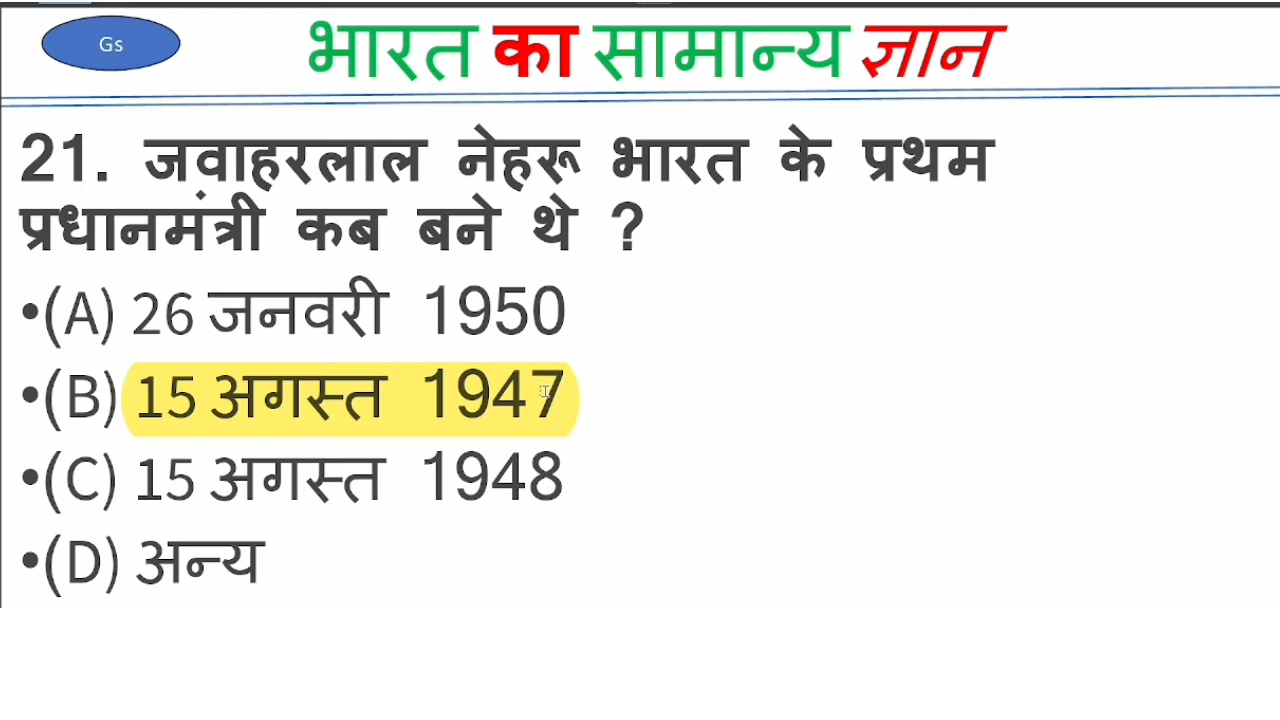 Gs
भारत का सामान्य ज्ञान
21. जवाहरलाल नेहरू भारत के प्रथम
प्रधानमंत्री कब बने थे ?
•(A) 26 जनवरी 1950
•(B) 15 अगस्त 1947
•(C) 15 अगस्त 1948
•(D) अन्य